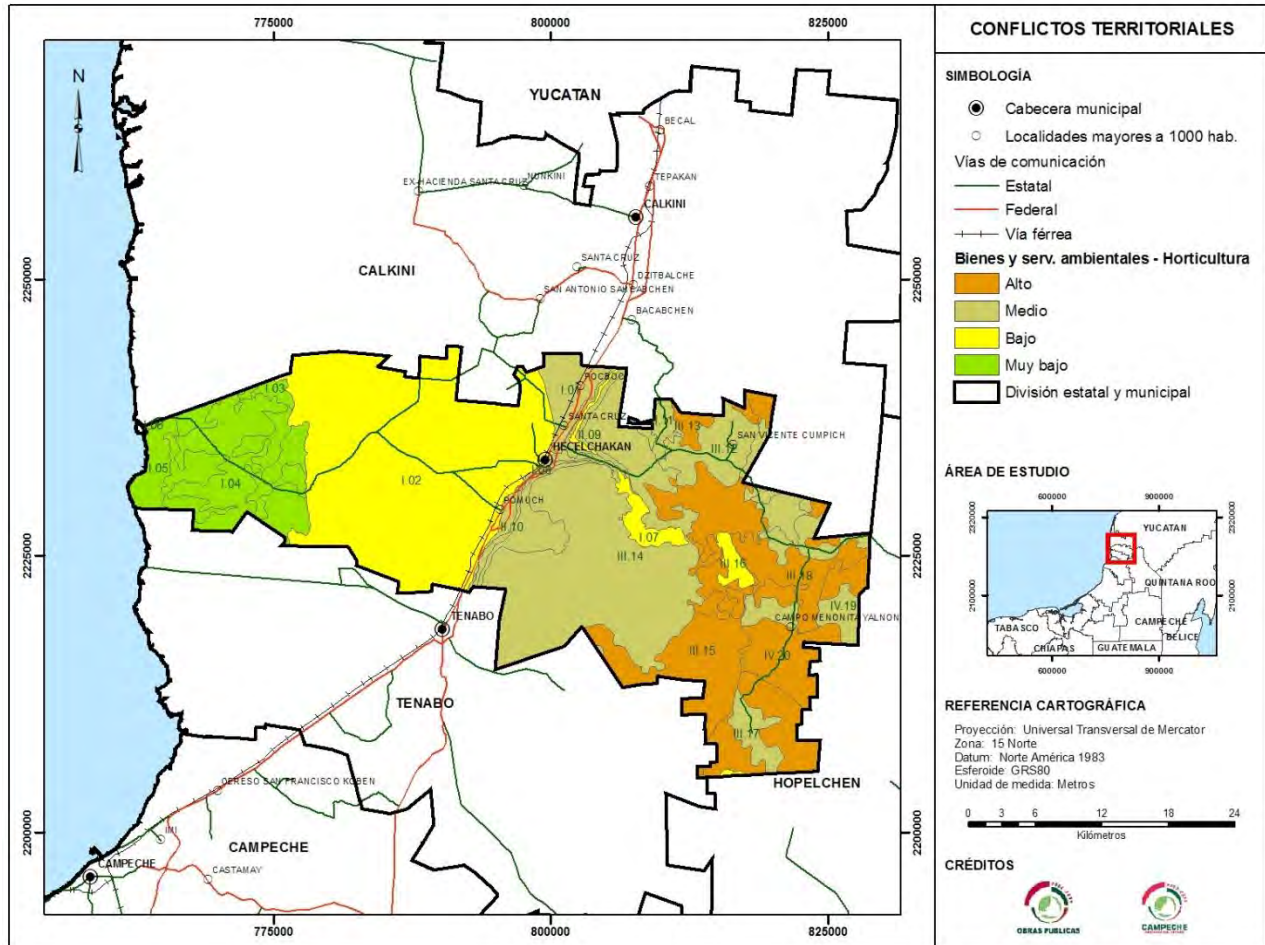 775000
800000
825000
2250000
2225000
2200000
2250000
2225000
2200000
775000
800000
825000
N
YUCATAN
BECAL
TEPAKAN
NUNKINI
EX-HACIENDA SANTA CRUZ
CALKINI
CALKINI
SANTA CRUZ
DZITBALCHE
SAN ANTONIO SAHCABCHEN
BACABCHEN
POCBOC
I.03
SANTA CRUZ
II.09
III.13
SAN VICENTE CUMPICH
III.12
HECELCHAKAN
I.05
I.04
I.02
POMUCH
II.10
I.07
III.14
III.16
III.18
IV.19
CAMPO MENONITA YALNON
TENABO
III.15
IV.20
TENABO
III.17
HOPELCHEN
CERESO SAN FRANCISCO KOBEN
IMI
CAMPECHE
CAMPECHE
CASTAMAY
CONFLICTOS TERRITORIALES
SIMBOLOGÍA
Cabecera municipal
Localidades mayores a 1000 hab.
Vías de comunicación
Estatal
Federal
Vía férrea
Bienes y serv. ambientales - Horticultura
Alto
Medio
Bajo
Muy bajo
División estatal y municipal
ÁREA DE ESTUDIO
600000
900000
2320000
2100000
2320000
2100000
YUCATAN
QUINTANA ROO
CAMPECHE
TABASCO
BELICE
CHIAPAS
GUATEMALA
600000
900000
REFERENCIA CARTOGRÁFICA
Proyección: Universal Transversal de Mercator
Zona: 15 Norte
Datum: Norte América 1983
Esferoide: GRS80
Unidad de medida: Metros
0 3 6 12 18 24
Kilómetros
CRÉDITOS
OBRAS PUBLICAS
CAMPECHE